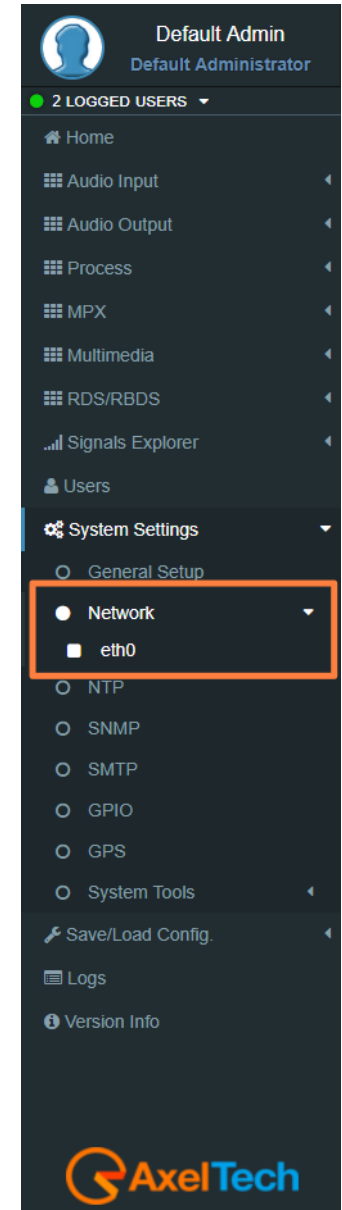 Default Admin
Default Administrator
2 LOGGED USERS
Home
Audio Input
Audio Output
Process
MPX
Multimedia
RDS/RBDS
Signals Explorer
Users
System Settings
General Setup
Network
eth0
NTP
SNMP
SMTP
GPIO
GPS
System Tools
Save/Load Config.
Logs
Version Info
AxelTech